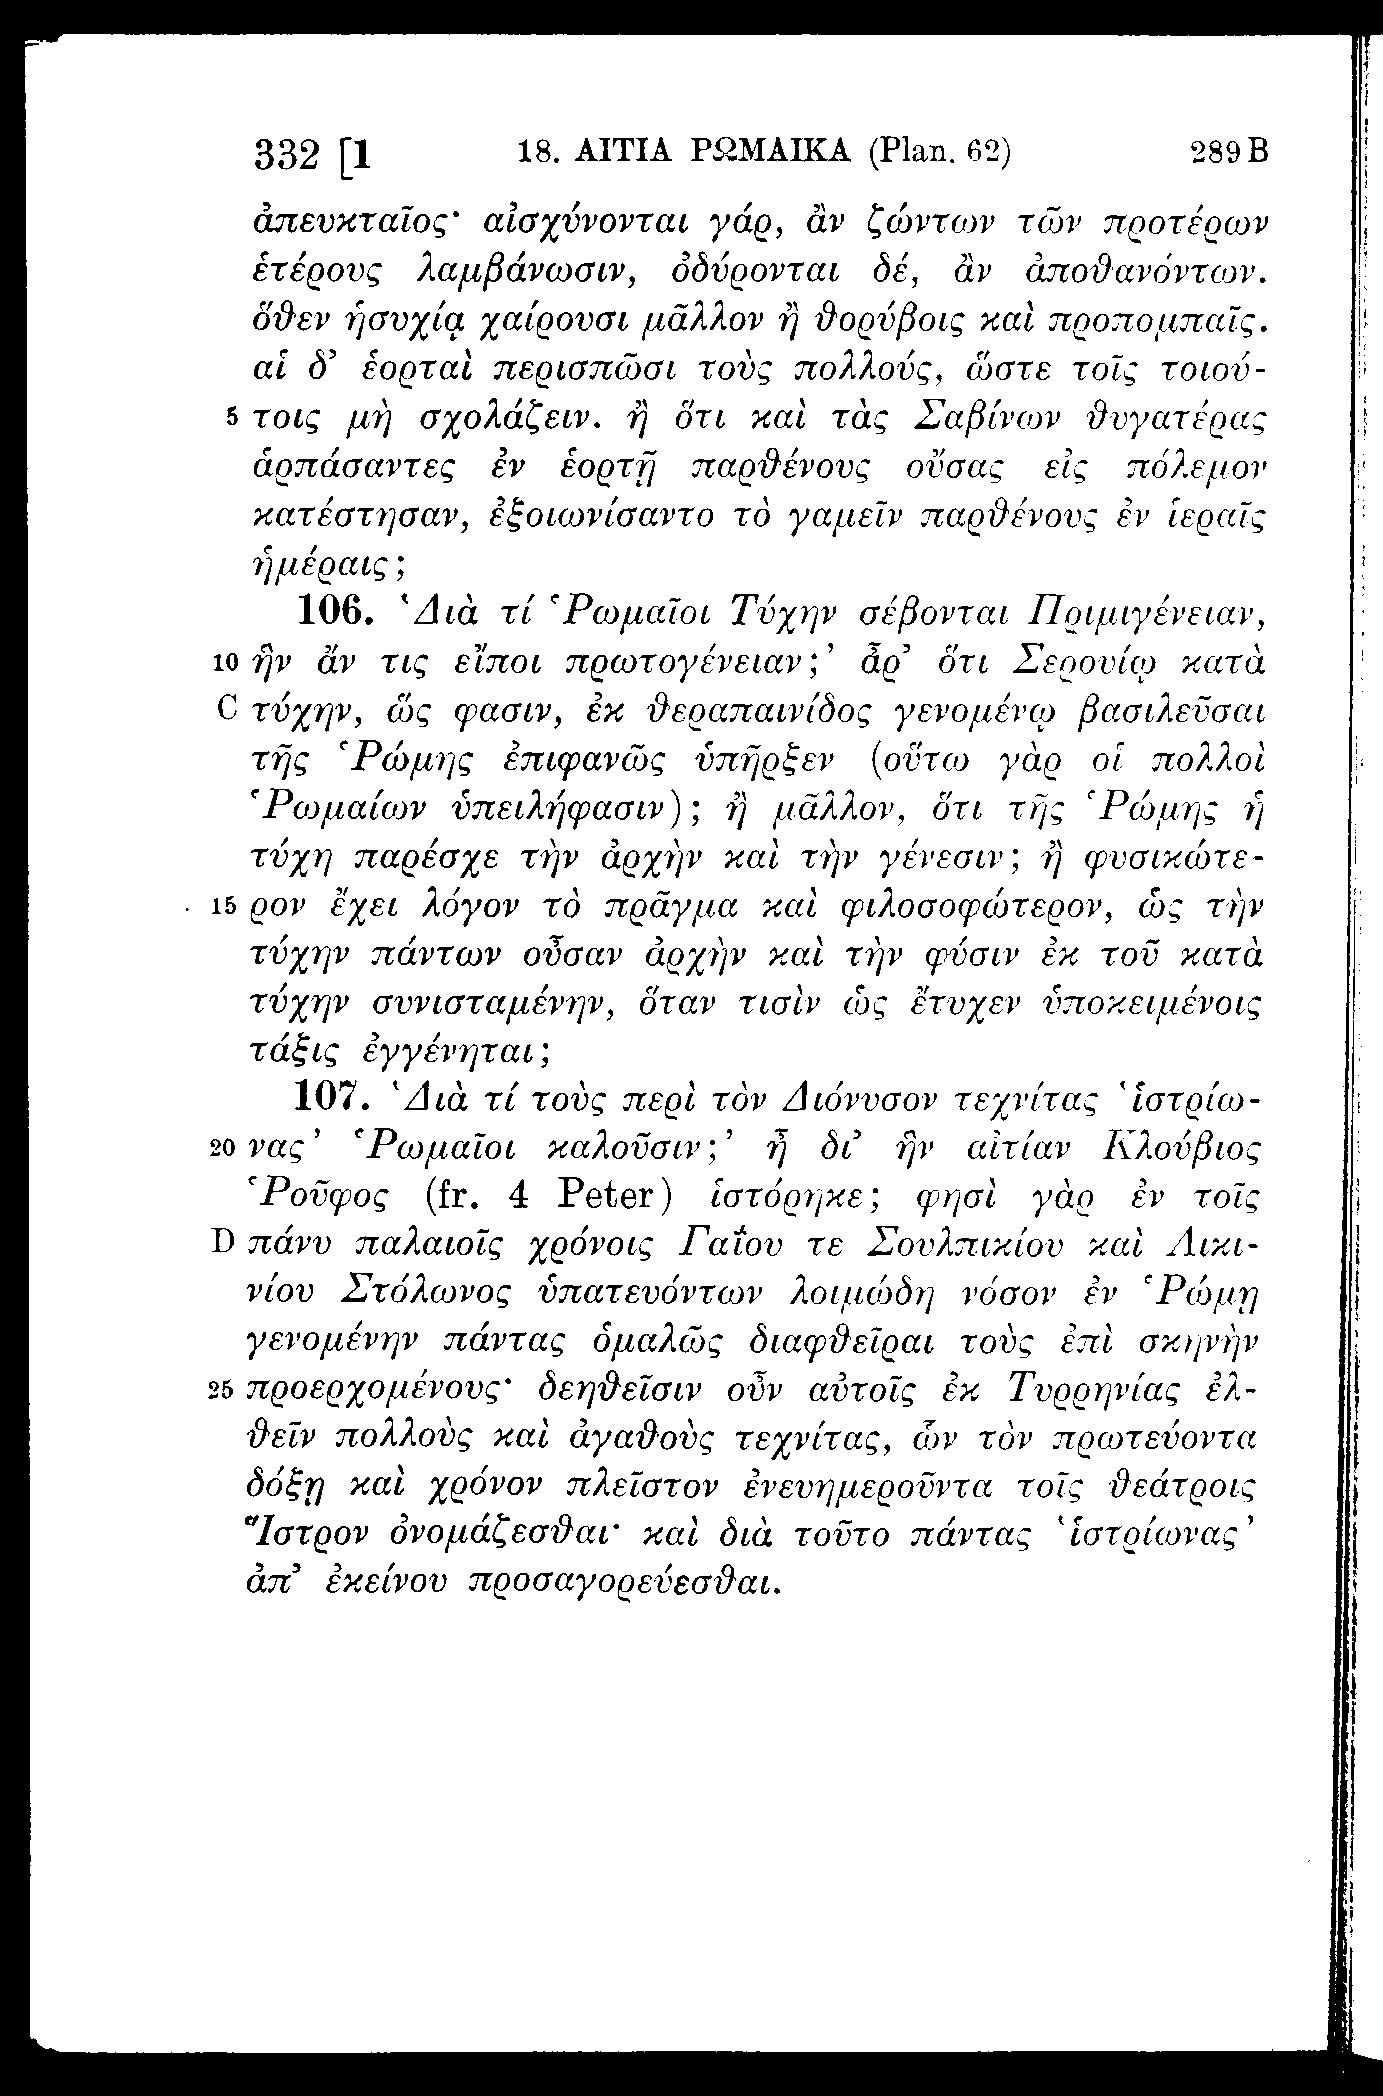 332 [1 18. ΑΙΤΙΑ ΡΩΜΑΙΚΑ (Plan. 62) 289 B
ἀπευκταῖος· αἰσχύνονται γάρ, ἂν ζώντων τῶν προτέρων
ἑτέρους λαμβάνωσιν, ὀδύρονται δέ, ἂν ἀποθανόντων.
ὅθεν ἡσυχίᾳ χαίρουσι μᾶλλον ἢ θορύβοις καὶ προπομπαῖς.
αἱ δ’ ἑορταὶ περισπῶσι τοὺς πολλούς, ὥστε τοῖς τοιού-
5 τοις μὴ σχολάζειν. ἢ ὅτι καὶ τὰς Σαβίνων θυγατέρας
ἁρπάσαντες ἐν ἑορτῇ παρθένους οὔσας εἰς πόλεμον
κατέστησαν, ἐξοιωνίσαντο τὸ γαμεῖν παρθένους ἐν ἱεραῖς
ἡμέραις;
106. ‘Διὰ τί Ῥωμαῖοι Τύχην σέβονται Πριμιγένειαν,
10 ἣν ἄν τις εἴποι πρωτογένειαν;’ ἆρ’ ὅτι Σερουίῳ κατὰ
C τύχην, ὥς φασιν, ἐκ θεραπαινίδος γενομένῳ βασιλεῦσαι
τῆς Ῥώμης ἐπιφανῶς ὑπῆρξεν (οὕτω γὰρ οἱ πολλοὶ
Ῥωμαίων ὑπειλήφασιν); ἢ μᾶλλον, ὅτι τῆς Ῥώμης ἡ
τύχη παρέσχε τὴν ἀρχὴν καὶ τὴν γένεσιν; ἢ φυσικώτε-
15 ρον ἔχει λόγον τὸ πρᾶγμα καὶ φιλοσοφώτερον, ὡς τὴν
τύχην πάντων οὖσαν ἀρχὴν καὶ τὴν φύσιν ἐκ τοῦ κατὰ
τύχην συνισταμένην, ὅταν τισὶν ὡς ἔτυχεν ὑποκειμένοις
τάξις ἐγγένηται;
107. ‘Διὰ τί τοὺς περὶ τὸν Διόνυσον τεχνίτας ‘ἱστρίω-
20 νας’ Ῥωμαῖοι καλοῦσιν;’ ἦ δι’ ἣν αἰτίαν Κλούβιος
Ῥοῦφος (fr. 4 Peter) ἱστόρηκε; φησὶ γὰρ ἐν τοῖς
D πάνυ παλαιοῖς χρόνοις Γαΐου τε Σουλπικίου καὶ Λικι-
νίου Στόλωνος ὑπατευόντων λοιμώδη νόσον ἐν Ῥώμῃ
γενομένην πάντας ὁμαλῶς διαφθεῖραι τοὺς ἐπὶ σκηνὴν
25 προερχομένους· δεηθεῖσιν οὖν αὐτοῖς ἐκ Τυρρηνίας ἐλ-
θεῖν πολλοὺς καὶ ἀγαθοὺς τεχνίτας, ὧν τὸν πρωτεύοντα
δόξῃ καὶ χρόνον πλεῖστον ἐνευημεροῦντα τοῖς θεάτροις
Ἵστρον ὀνομάζεσθαι· καὶ διὰ τοῦτο πάντας ‘ἱστρίωνας’
ἀπ’ ἐκείνου προσαγορεύεσθαι.